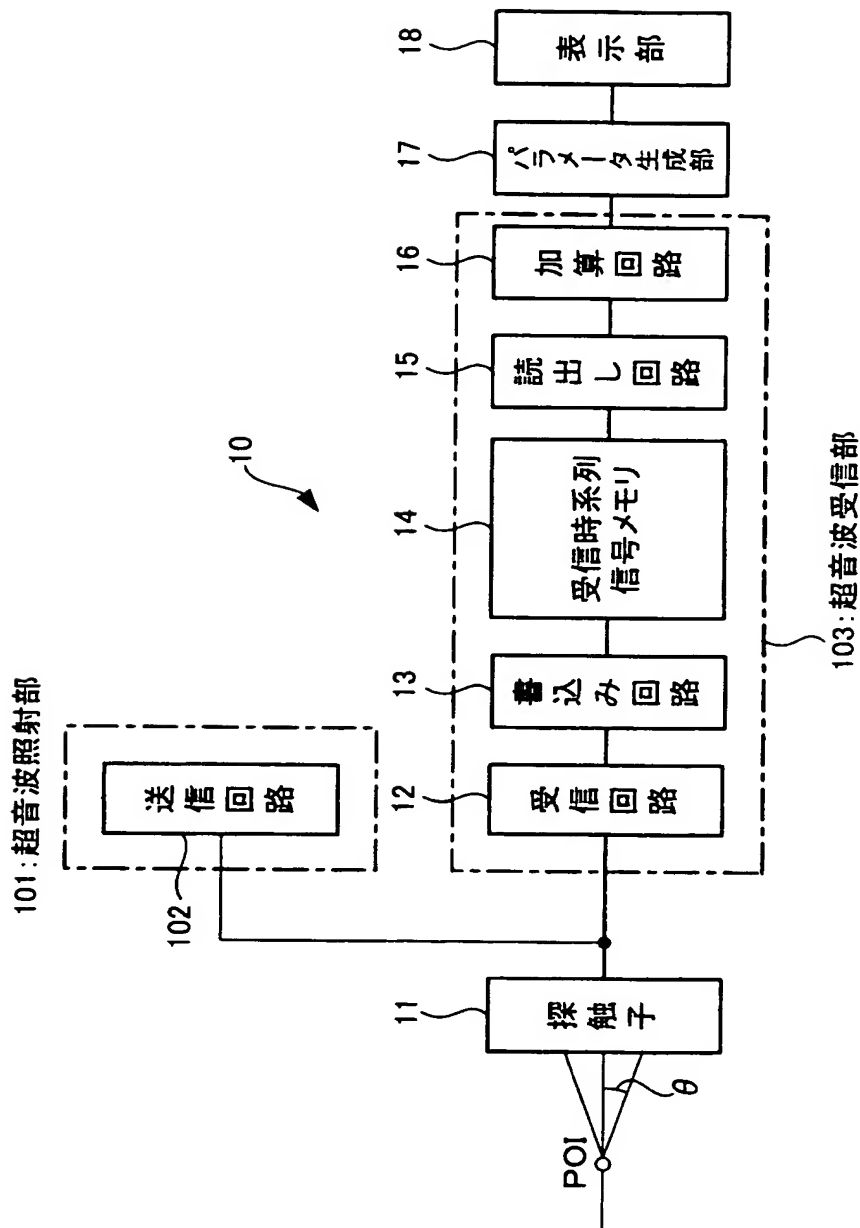 10
101:超音波照射部
送信回路
102
POI
θ
探触子
11
受信回路
12
書込み回路
13
受信時系列
信号メモリ
14
読出し回路
15
加算回路
16
パラメータ生成部
17
表示部
18
103:超音波受信部